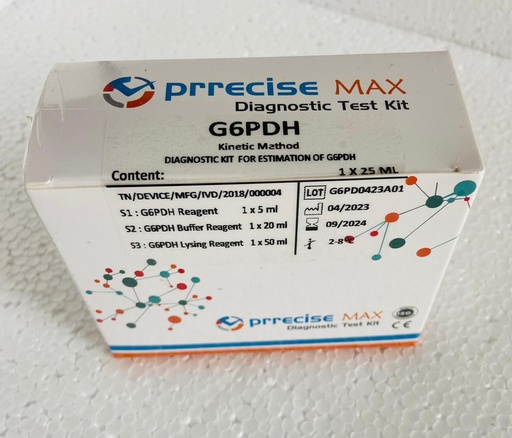 prrecise MAX
Diagnostic Test Kit
G6PDH
Kinetic Method
DIAGNOSTIC KIT FOR ESTIMATION OF G6PDH
Content: 1 X 25 ML
TN/DEVICE/MFG/IVD/2018/000004
S1 : G6PDH Reagent 1 x 5 ml
S2 : G6PDH Buffer Reagent 1 x 20 ml
S3 : G6PDH Lysing Reagent 1 x 50 ml
LOT G6PD0423A01
04/2023
09/2024
2-8°C
prrecise MAX
Diagnostic Test Kit
ISO
CE